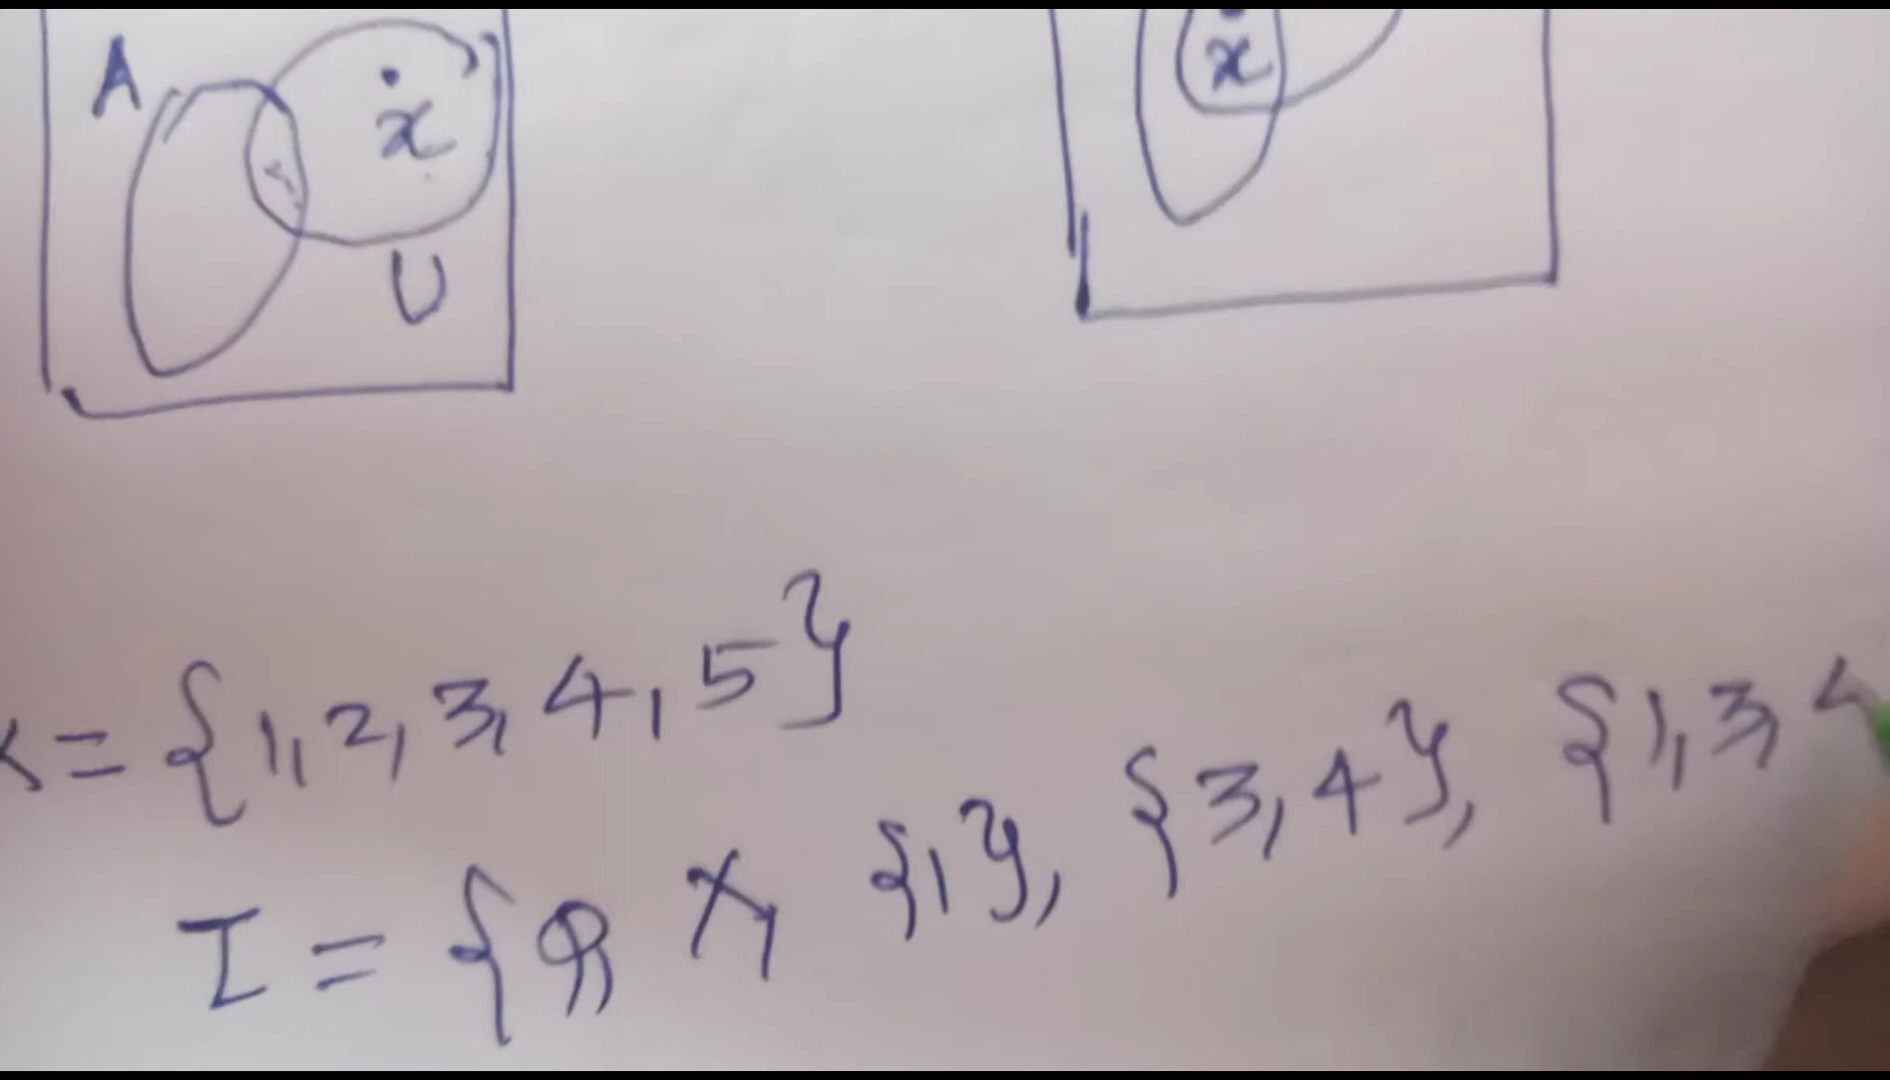 A
x
U
x
X = {1, 2, 3, 4, 5}
τ = {φ, X, {1}, {3, 4}, {1, 3, 4